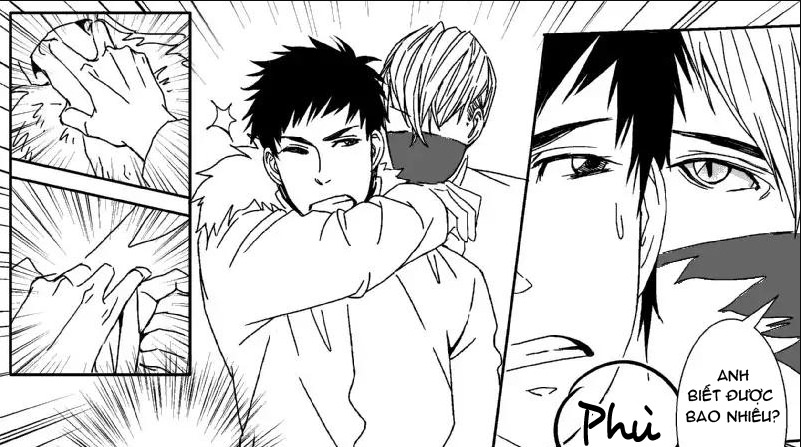 ANH
BIẾT ĐƯỢC
BAO NHIÊU?
Phù